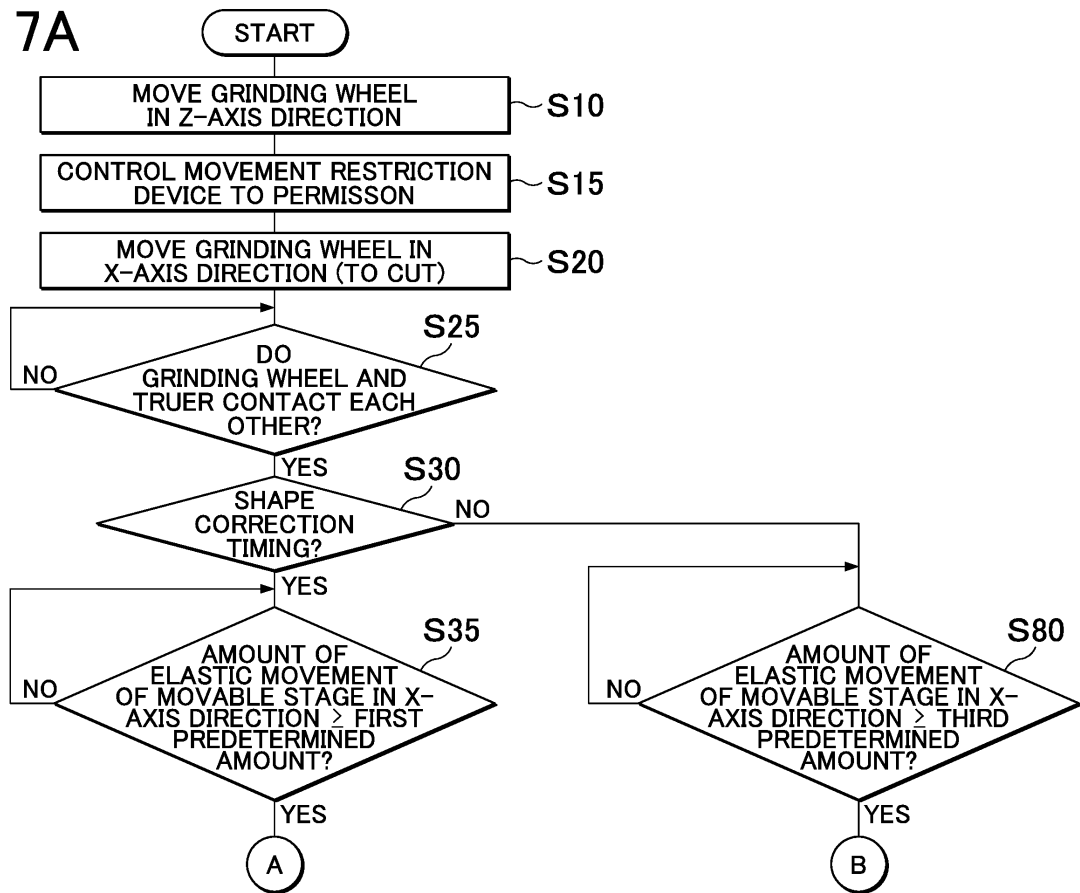 7A
START
MOVE GRINDING WHEEL
IN Z-AXIS DIRECTION
S10
CONTROL MOVEMENT RESTRICTION
DEVICE TO PERMISSON
S15
MOVE GRINDING WHEEL IN
X-AXIS DIRECTION (TO CUT)
S20
S25
DO
GRINDING WHEEL AND
TRUER CONTACT EACH
OTHER?
NO
YES
S30
SHAPE
CORRECTION
TIMING?
NO
YES
S35
AMOUNT OF
ELASTIC MOVEMENT
OF MOVABLE STAGE IN X-
AXIS DIRECTION ≥ FIRST
PREDETERMINED
AMOUNT?
NO
YES
A
S80
AMOUNT OF
ELASTIC MOVEMENT
OF MOVABLE STAGE IN X-
AXIS DIRECTION ≥ THIRD
PREDETERMINED
AMOUNT?
NO
YES
B